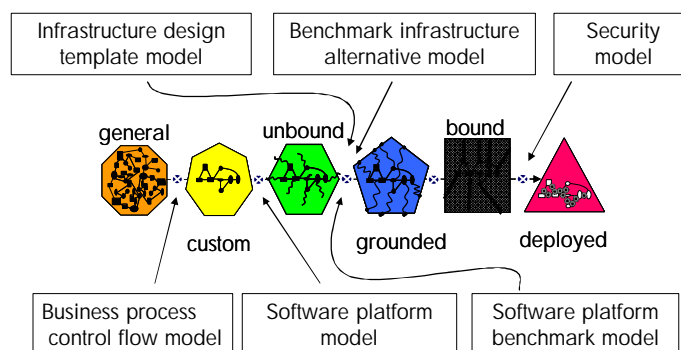 Infrastructure design
template model
Benchmark infrastructure
alternative model
Security
model
general
unbound
bound
custom
grounded
deployed
Business process
control flow model
Software platform
model
Software platform
benchmark model